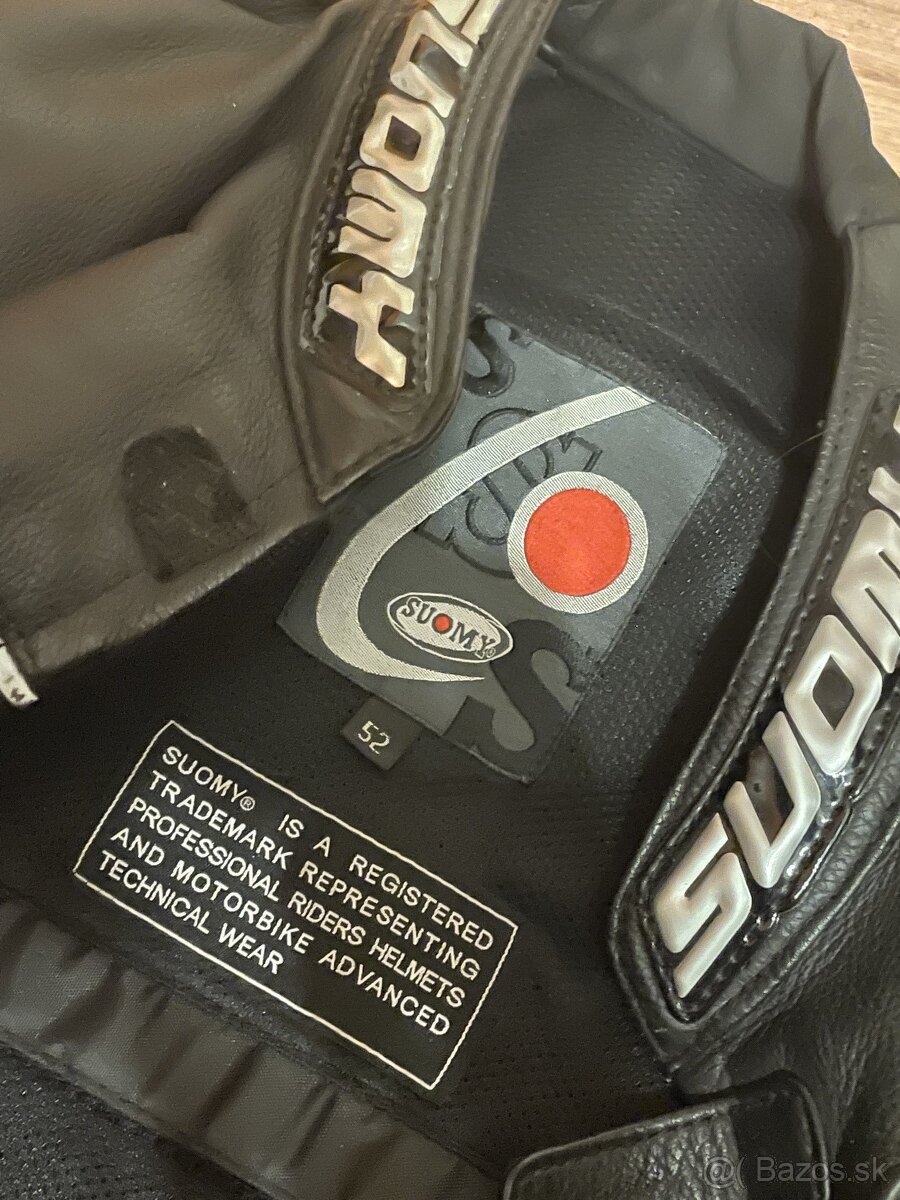 SUOMY
SUOMY®
52
SUOMY® IS A REGISTERED
TRADEMARK REPRESENTING
PROFESSIONAL RIDERS HELMETS
AND MOTORBIKE ADVANCED
TECHNICAL WEAR
SUOMY
Bazos.sk